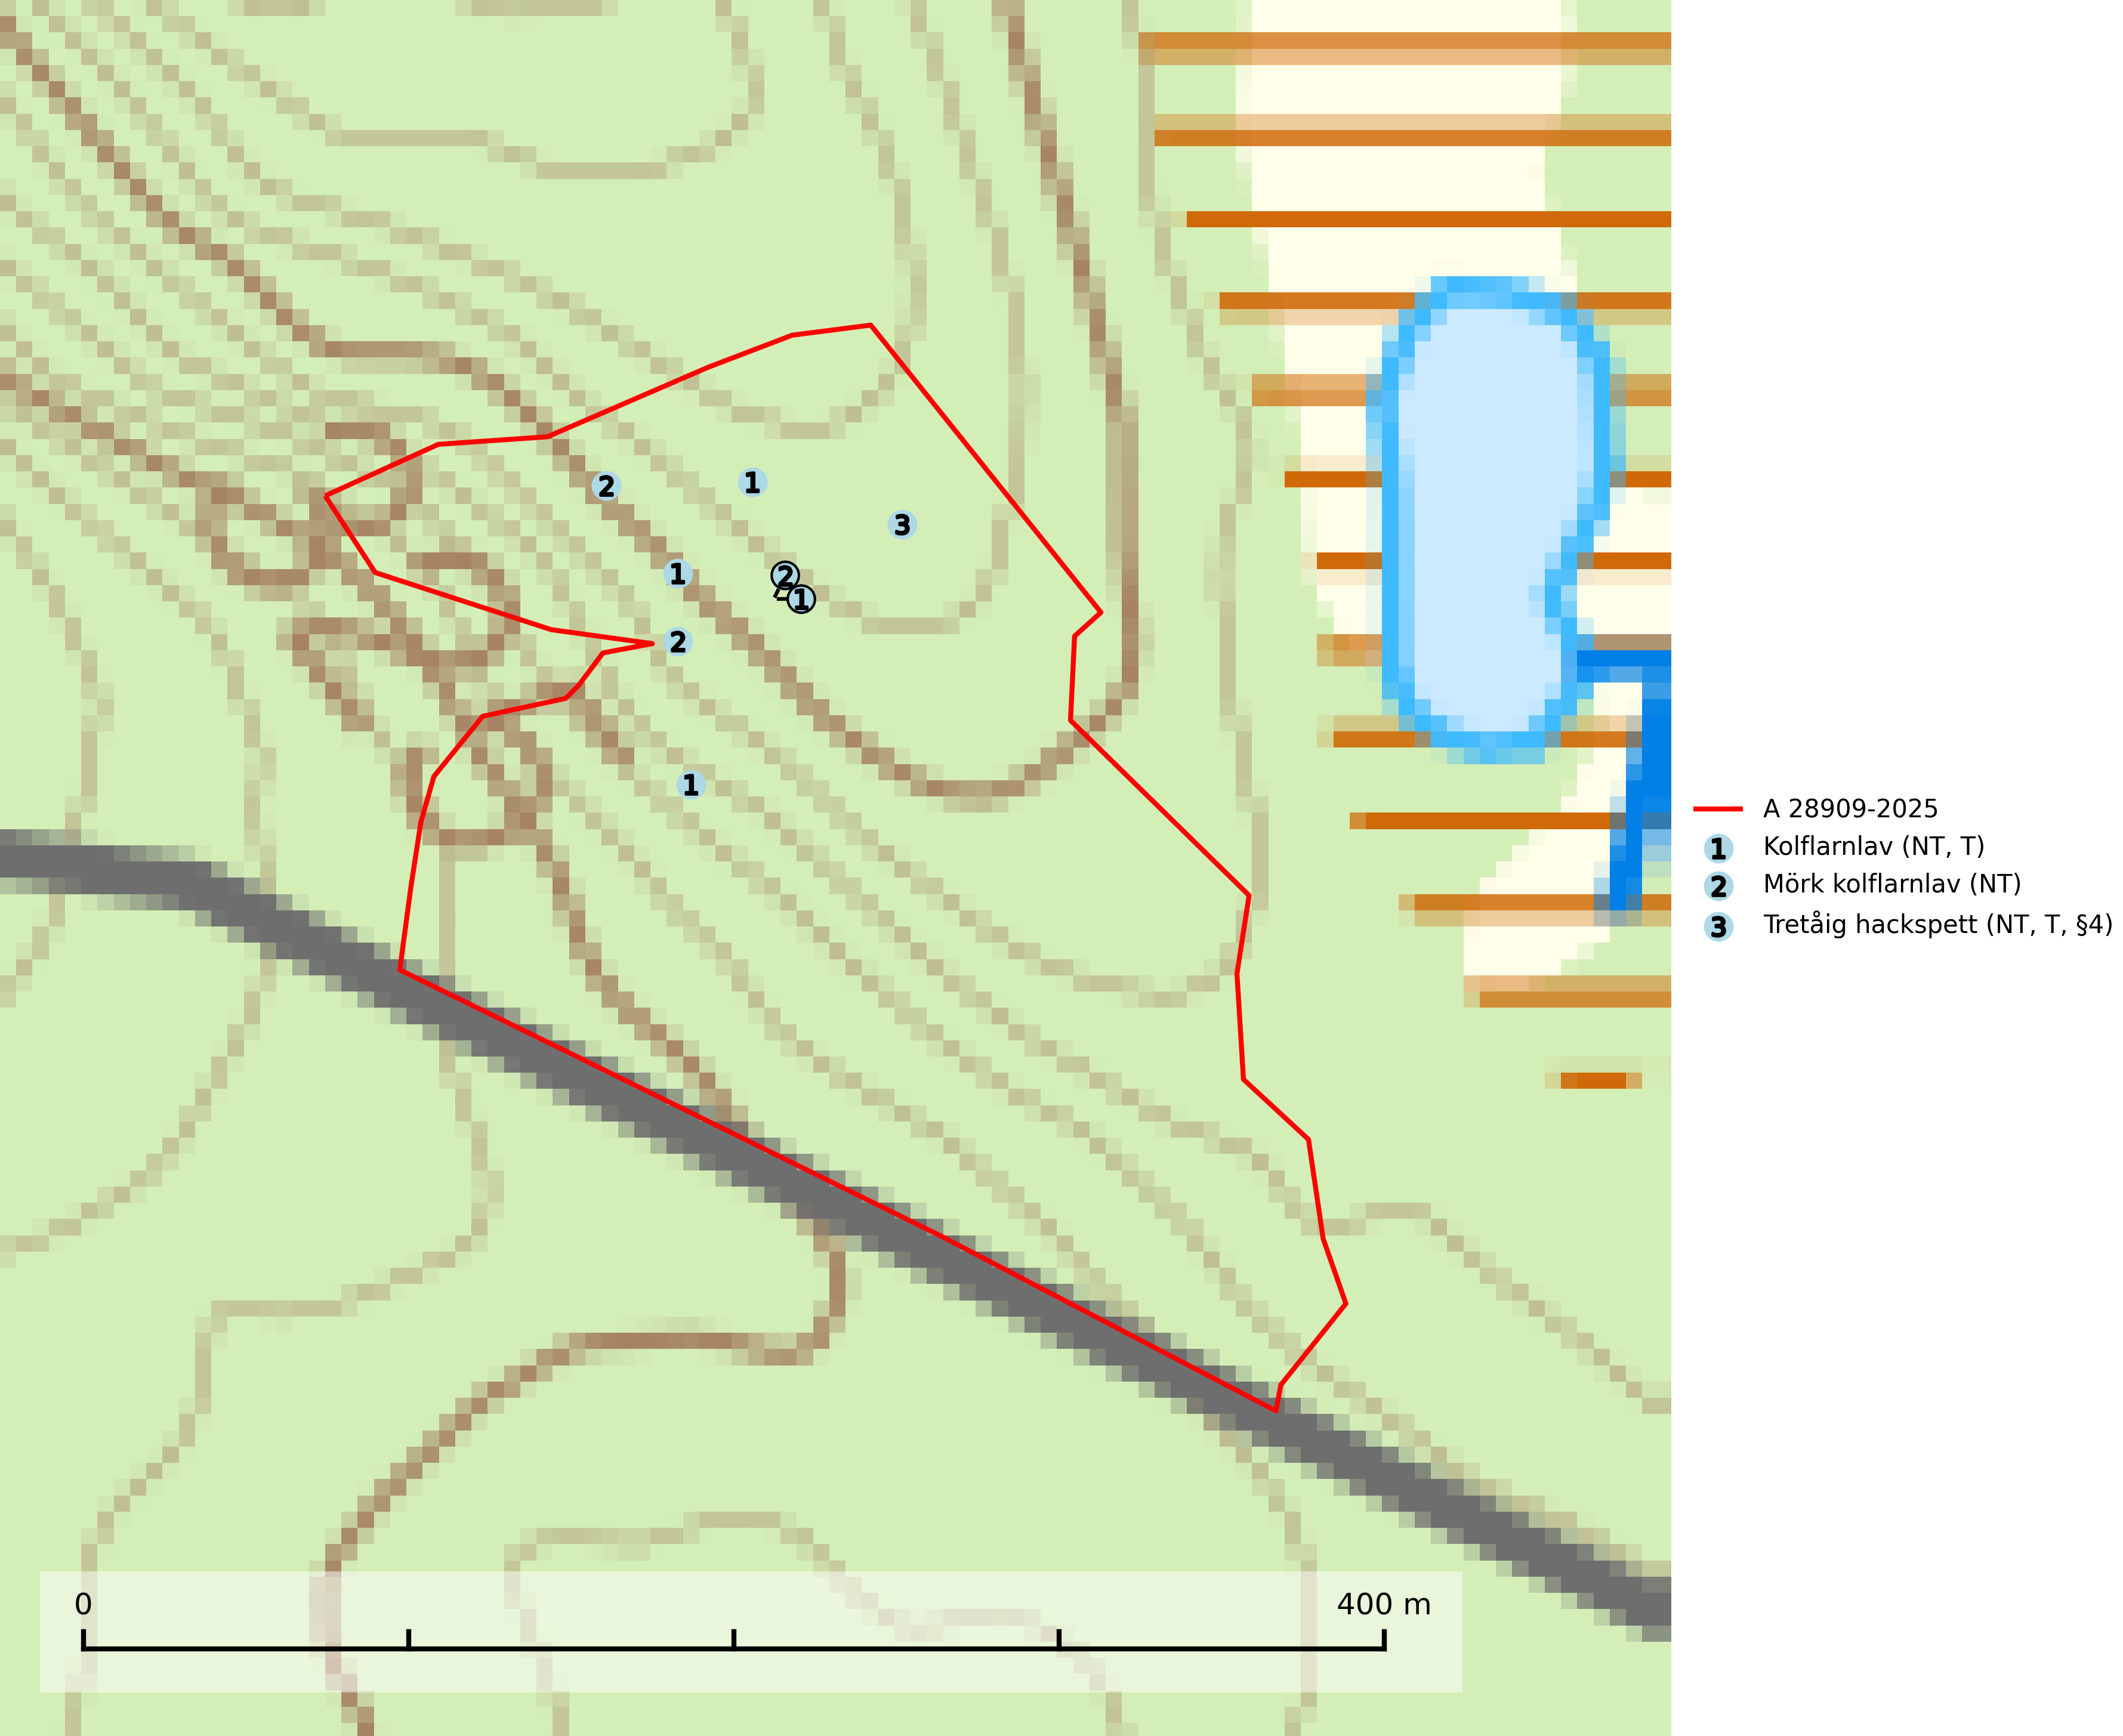 2
1
3
1
2
1
2
1
A 28909-2025
1 Kolflarnlav (NT, T)
2 Mörk kolflarnlav (NT)
3 Tretåig hackspett (NT, T, §4)
0 400 m